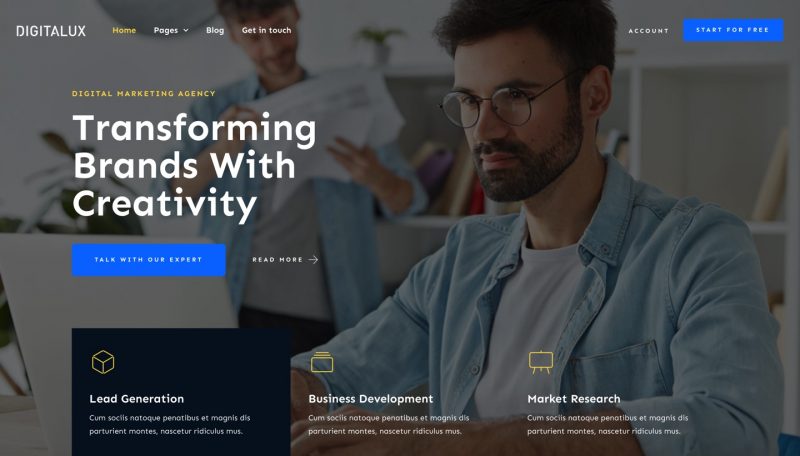 DIGITALUX
Home
Pages
Blog
Get in touch
ACCOUNT
START FOR FREE
DIGITAL MARKETING AGENCY
Transforming
Brands With
Creativity
TALK WITH OUR EXPERT
READ MORE
Lead Generation
Cum sociis natoque penatibus et magnis dis
parturient montes, nascetur ridiculus mus.
Business Development
Cum sociis natoque penatibus et magnis dis
parturient montes, nascetur ridiculus mus.
Market Research
Cum sociis natoque penatibus et magnis dis
parturient montes, nascetur ridiculus mus.